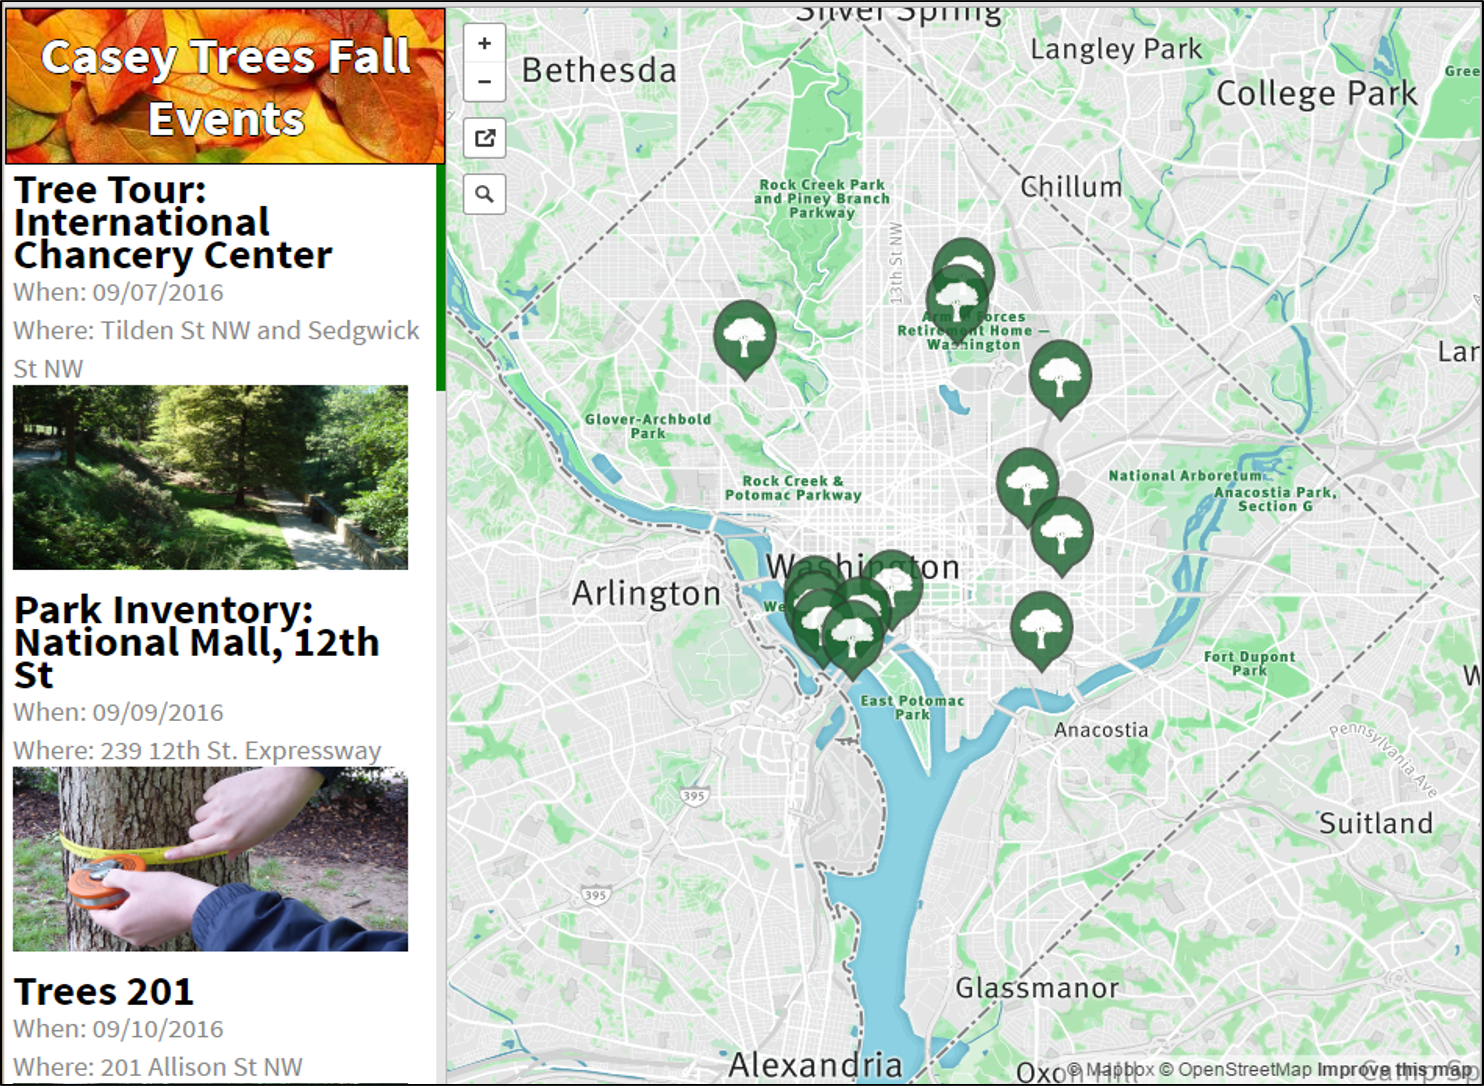 Casey Trees Fall
Events
Tree Tour:
International
Chancery Center
When: 09/07/2016
Where: Tilden St NW and Sedgwick
St NW
Park Inventory:
National Mall, 12th
St
When: 09/09/2016
Where: 239 12th St. Expressway
Trees 201
When: 09/10/2016
Where: 201 Allison St NW
+
−
Silver Spring
Bethesda
Langley Park
College Park
Gree
Rock Creek Park
and Piney Branch
Parkway
Chillum
13th St NW
Armed Forces
Retirement Home —
Washington
Lar
Glover-Archbold
Park
Rock Creek &
Potomac Parkway
National Arboretum
Anacostia Park,
Section G
Washington
Arlington
We
Fort Dupont
Park
W
East Potomac
Park
Anacostia
Pennsylvania Ave
395
Suitland
395
Glassmanor
Alexandria
Oxon Hill
© Mapbox © OpenStreetMap Improve this map